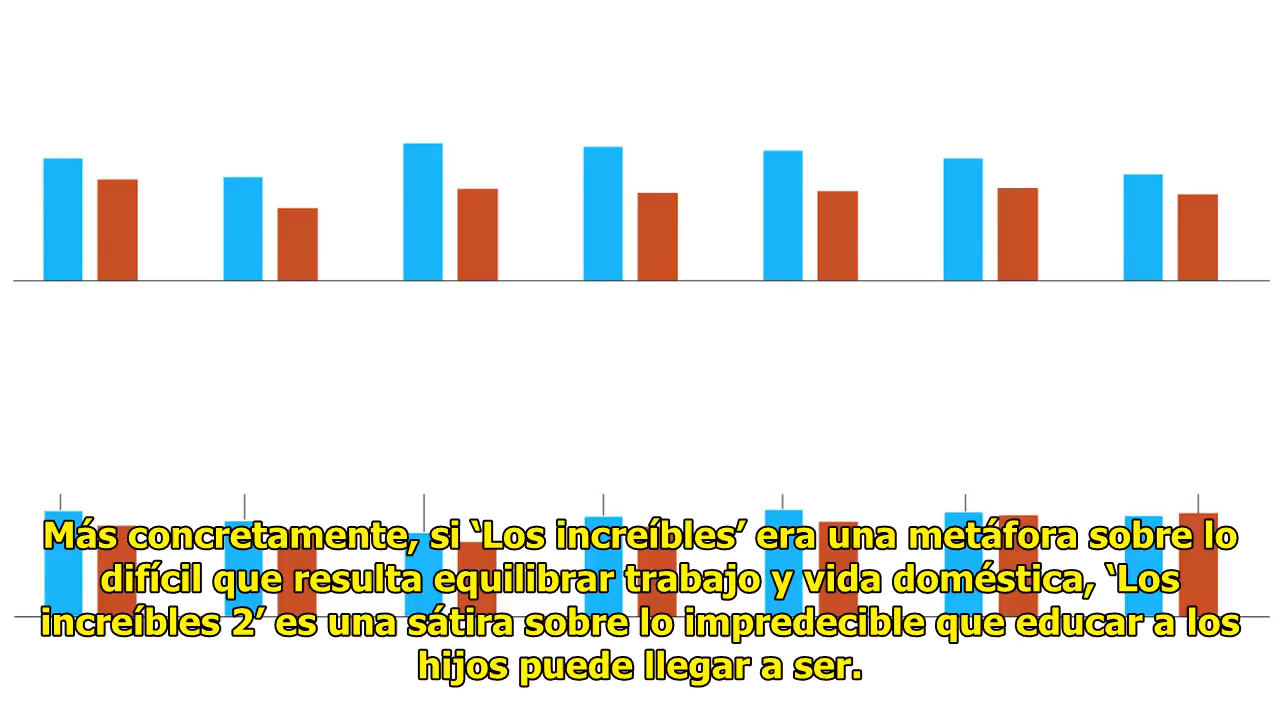 Más concretamente, si ‘Los increíbles’ era una metáfora sobre lo
difícil que resulta equilibrar trabajo y vida doméstica, ‘Los
increíbles 2’ es una sátira sobre lo impredecible que educar a los
hijos puede llegar a ser.